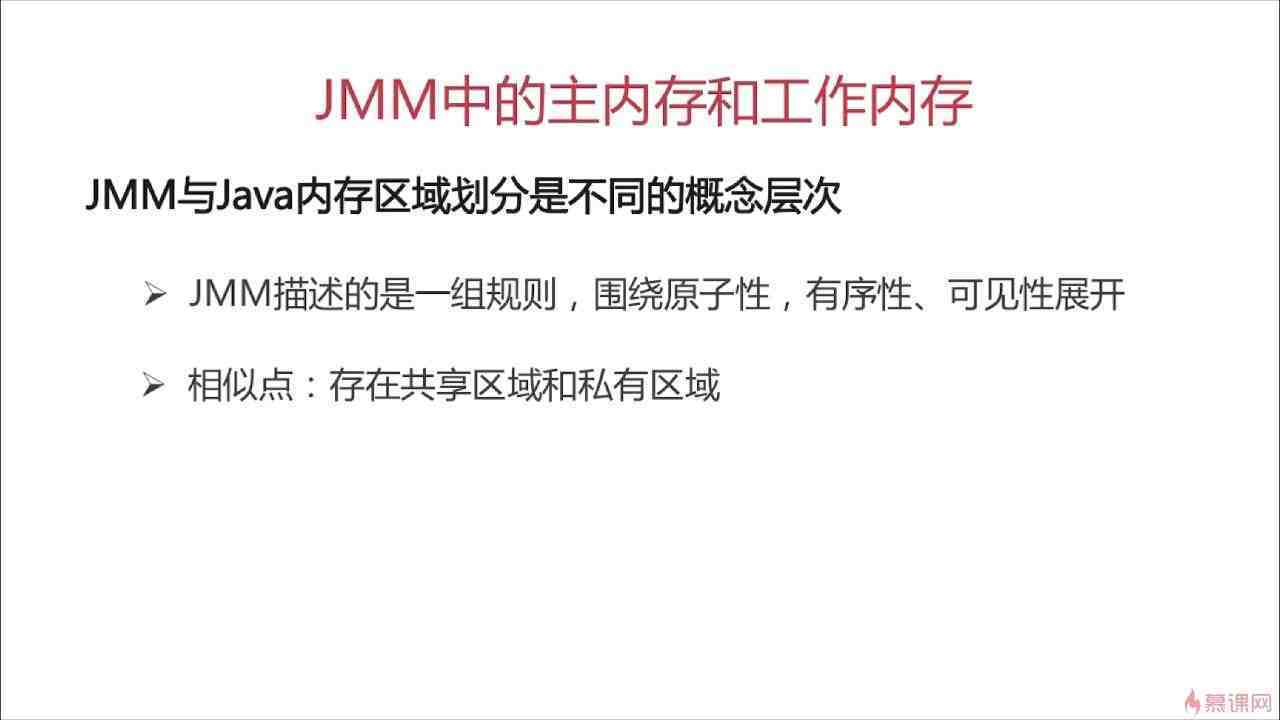 JMM中的主内存和工作内存
JMM与Java内存区域划分是不同的概念层次
➢ JMM描述的是一组规则，围绕原子性，有序性、可见性展开
➢ 相似点：存在共享区域和私有区域
慕课网